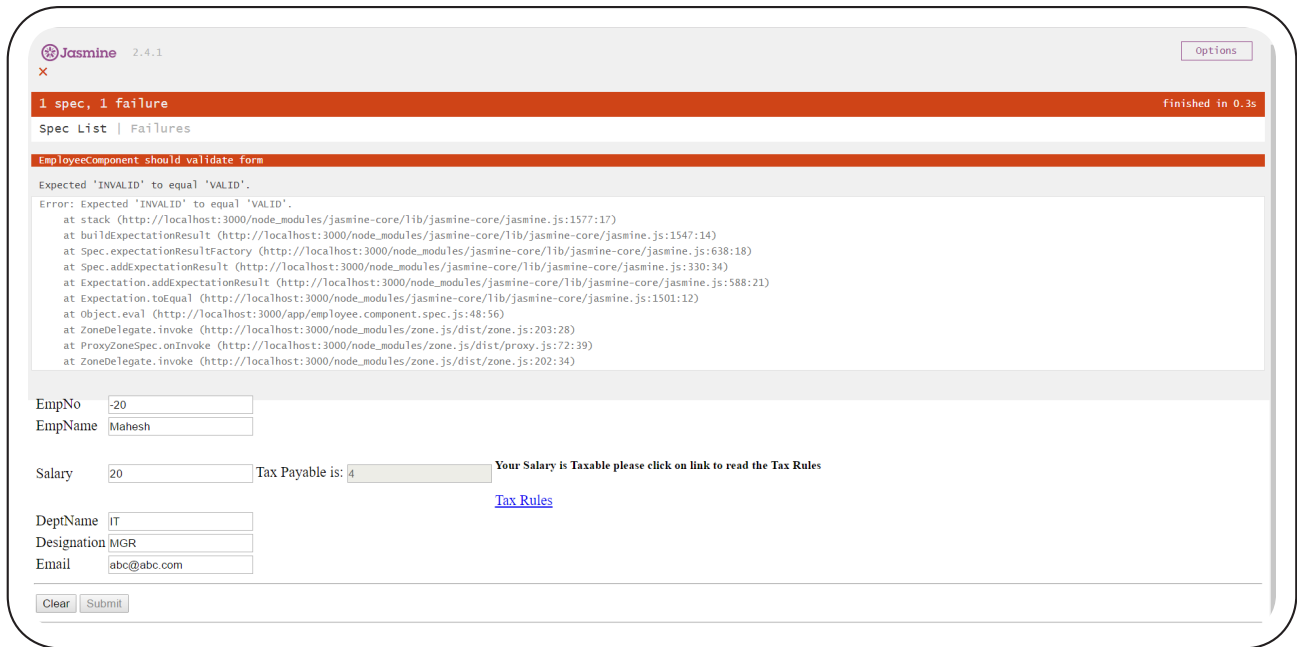 Jasmine 2.4.1 Options
×
1 spec, 1 failure finished in 0.3s
Spec List | Failures
EmployeeComponent should validate form
Expected 'INVALID' to equal 'VALID'.
Error: Expected 'INVALID' to equal 'VALID'.
at stack (http://localhost:3000/node_modules/jasmine-core/lib/jasmine-core/jasmine.js:1577:17)
at buildExpectationResult (http://localhost:3000/node_modules/jasmine-core/lib/jasmine-core/jasmine.js:1547:14)
at Spec.expectationResultFactory (http://localhost:3000/node_modules/jasmine-core/lib/jasmine-core/jasmine.js:638:18)
at Spec.addExpectationResult (http://localhost:3000/node_modules/jasmine-core/lib/jasmine-core/jasmine.js:330:34)
at Expectation.addExpectationResult (http://localhost:3000/node_modules/jasmine-core/lib/jasmine-core/jasmine.js:588:21)
at Expectation.toEqual (http://localhost:3000/node_modules/jasmine-core/lib/jasmine-core/jasmine.js:1501:12)
at Object.eval (http://localhost:3000/app/employee.component.spec.js:48:56)
at ZoneDelegate.invoke (http://localhost:3000/node_modules/zone.js/dist/zone.js:203:28)
at ProxyZoneSpec.onInvoke (http://localhost:3000/node_modules/zone.js/dist/proxy.js:72:39)
at ZoneDelegate.invoke (http://localhost:3000/node_modules/zone.js/dist/zone.js:202:34)
EmpNo -20
EmpName Mahesh
Salary 20 Tax Payable is: 4 Your Salary is Taxable please click on link to read the Tax Rules
Tax Rules
DeptName IT
Designation MGR
Email abc@abc.com
Clear Submit